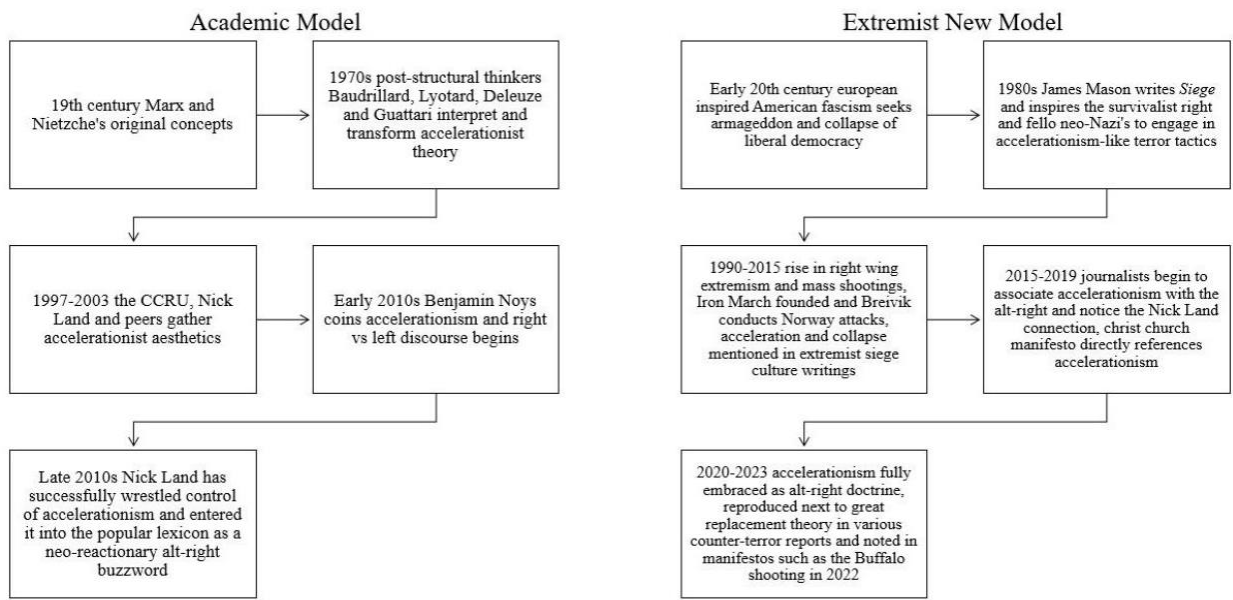 Academic Model
19th century Marx and
Nietzche's original concepts
1970s post-structural thinkers
Baudrillard, Lyotard, Deleuze
and Guattari interpret and
transform accelerationist
theory
1997-2003 the CCRU, Nick
Land and peers gather
accelerationist aesthetics
Early 2010s Benjamin Noys
coins accelerationism and right
vs left discourse begins
Late 2010s Nick Land has
successfully wrestled control
of accelerationism and entered
it into the popular lexicon as a
neo-reactionary alt-right
buzzword
Extremist New Model
Early 20th century european
inspired American fascism seeks
armageddon and collapse of
liberal democracy
1980s James Mason writes Siege
and inspires the survivalist right
and fello neo-Nazi's to engage in
accelerationism-like terror tactics
1990-2015 rise in right wing
extremism and mass shootings,
Iron March founded and Breivik
conducts Norway attacks,
acceleration and collapse
mentioned in extremist siege
culture writings
2015-2019 journalists begin to
associate accelerationism with the
alt-right and notice the Nick Land
connection, christ church
manifesto directly references
accelerationism
2020-2023 accelerationism fully
embraced as alt-right doctrine,
reproduced next to great
replacement theory in various
counter-terror reports and noted in
manifestos such as the Buffalo
shooting in 2022